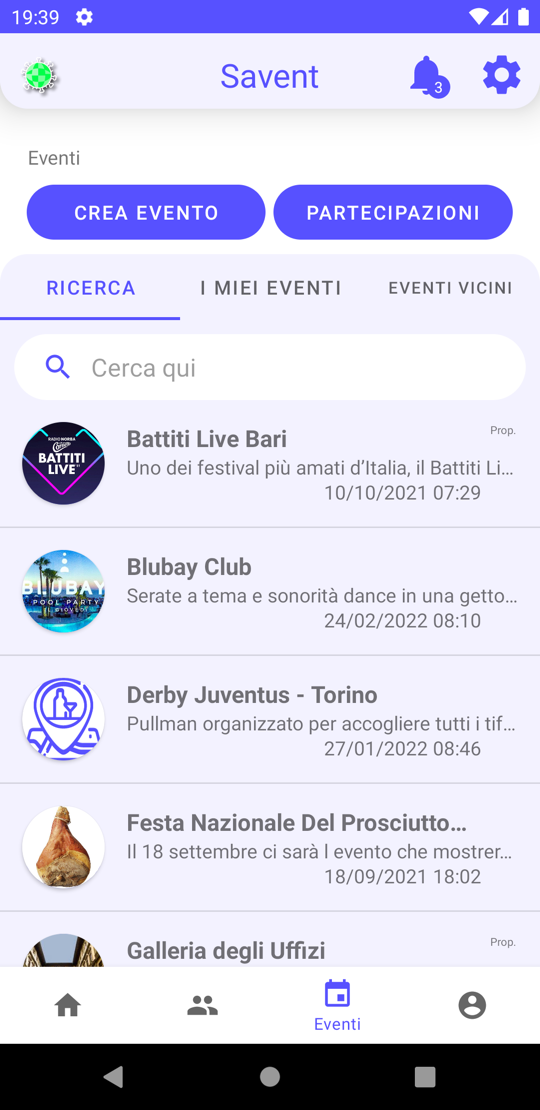 19:39
Savent
3
Eventi
CREA EVENTO
PARTECIPAZIONI
RICERCA
I MIEI EVENTI
EVENTI VICINI
Cerca qui
RADIO NORBA
BATTITI
LIVE
Battiti Live Bari
Prop.
Uno dei festival più amati d’Italia, il Battiti Li…
10/10/2021 07:29
BLUBAY
POOL PARTY
Blubay Club
Serate a tema e sonorità dance in una getto…
24/02/2022 08:10
Derby Juventus - Torino
Pullman organizzato per accogliere tutti i tif…
27/01/2022 08:46
Festa Nazionale Del Prosciutto…
Il 18 settembre ci sarà l evento che mostrer…
18/09/2021 18:02
Galleria degli Uffizi
Prop.
Eventi